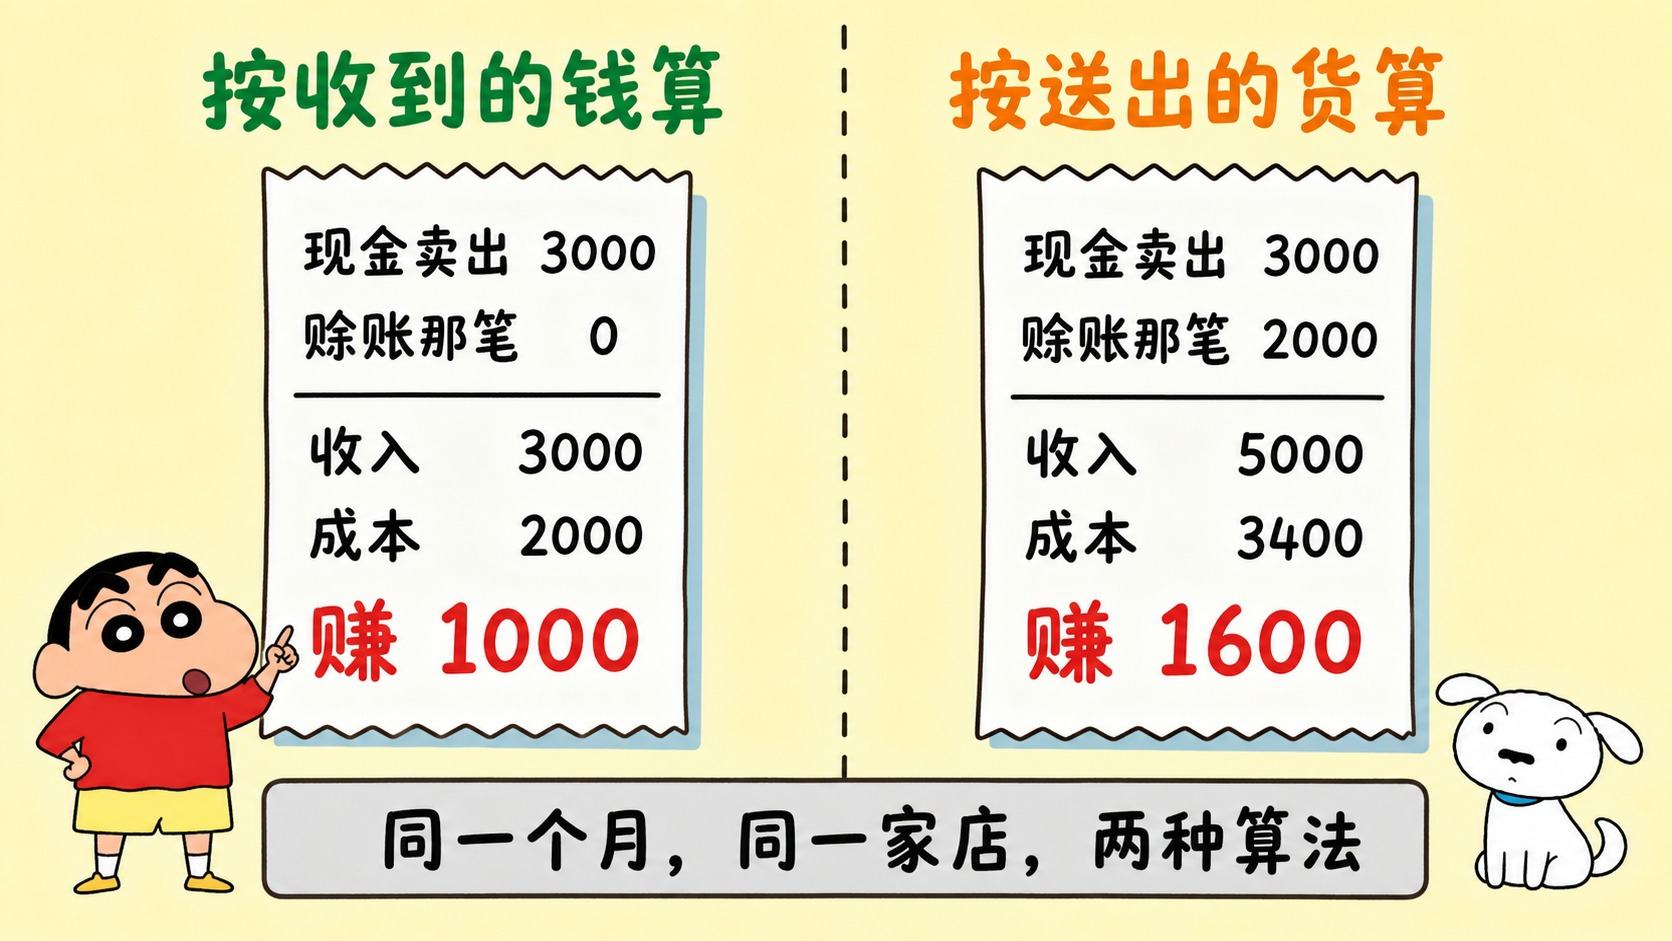 按收到的钱算
现金卖出 3000
赊账那笔 0
收入 3000
成本 2000
赚 1000
按送出的货算
现金卖出 3000
赊账那笔 2000
收入 5000
成本 3400
赚 1600
同一个月，同一家店，两种算法